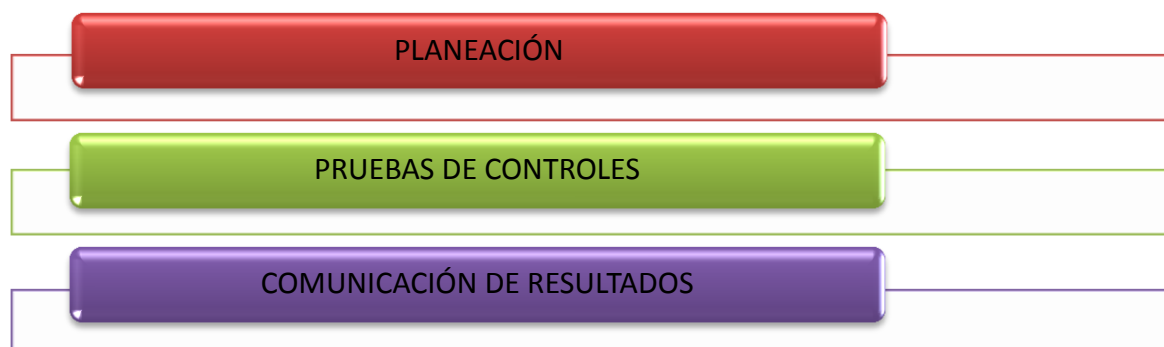 PLANEACIÓN
PRUEBAS DE CONTROLES
COMUNICACIÓN DE RESULTADOS